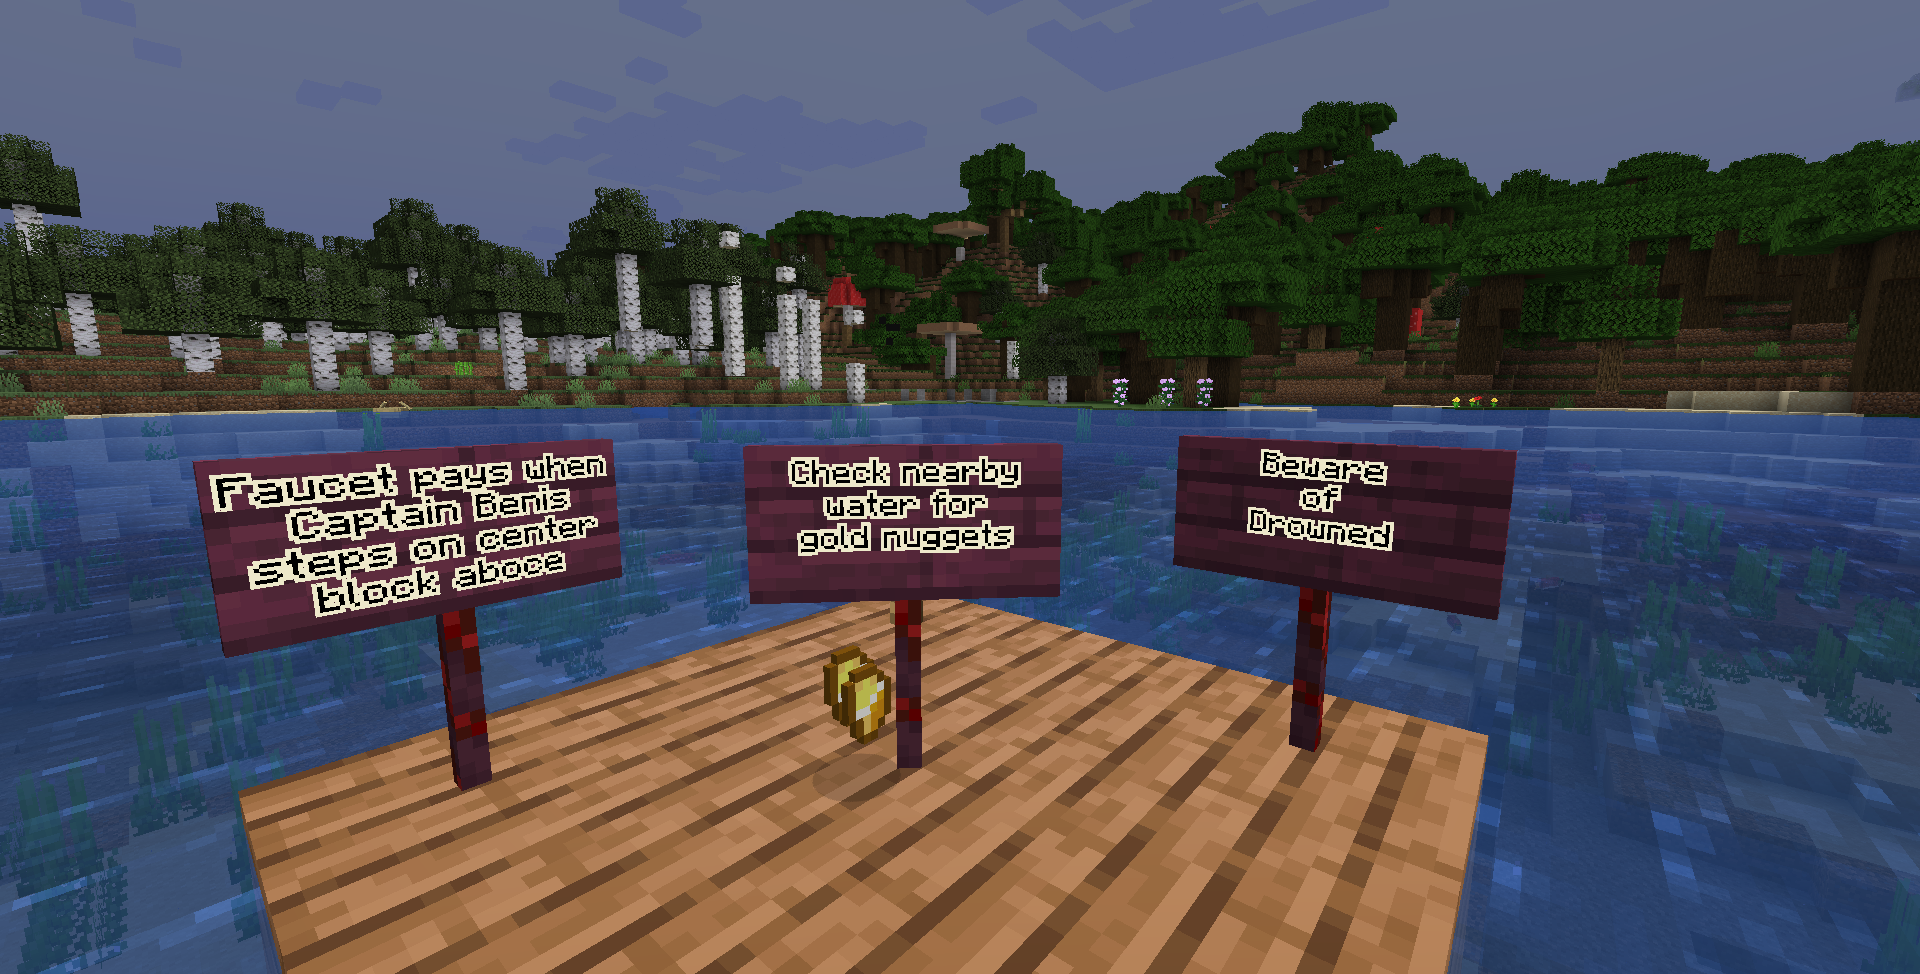 Faucet pays when
Captain Benis
steps on center
block aboce
Check nearby
water for
gold nuggets
Beware
of
Drowned